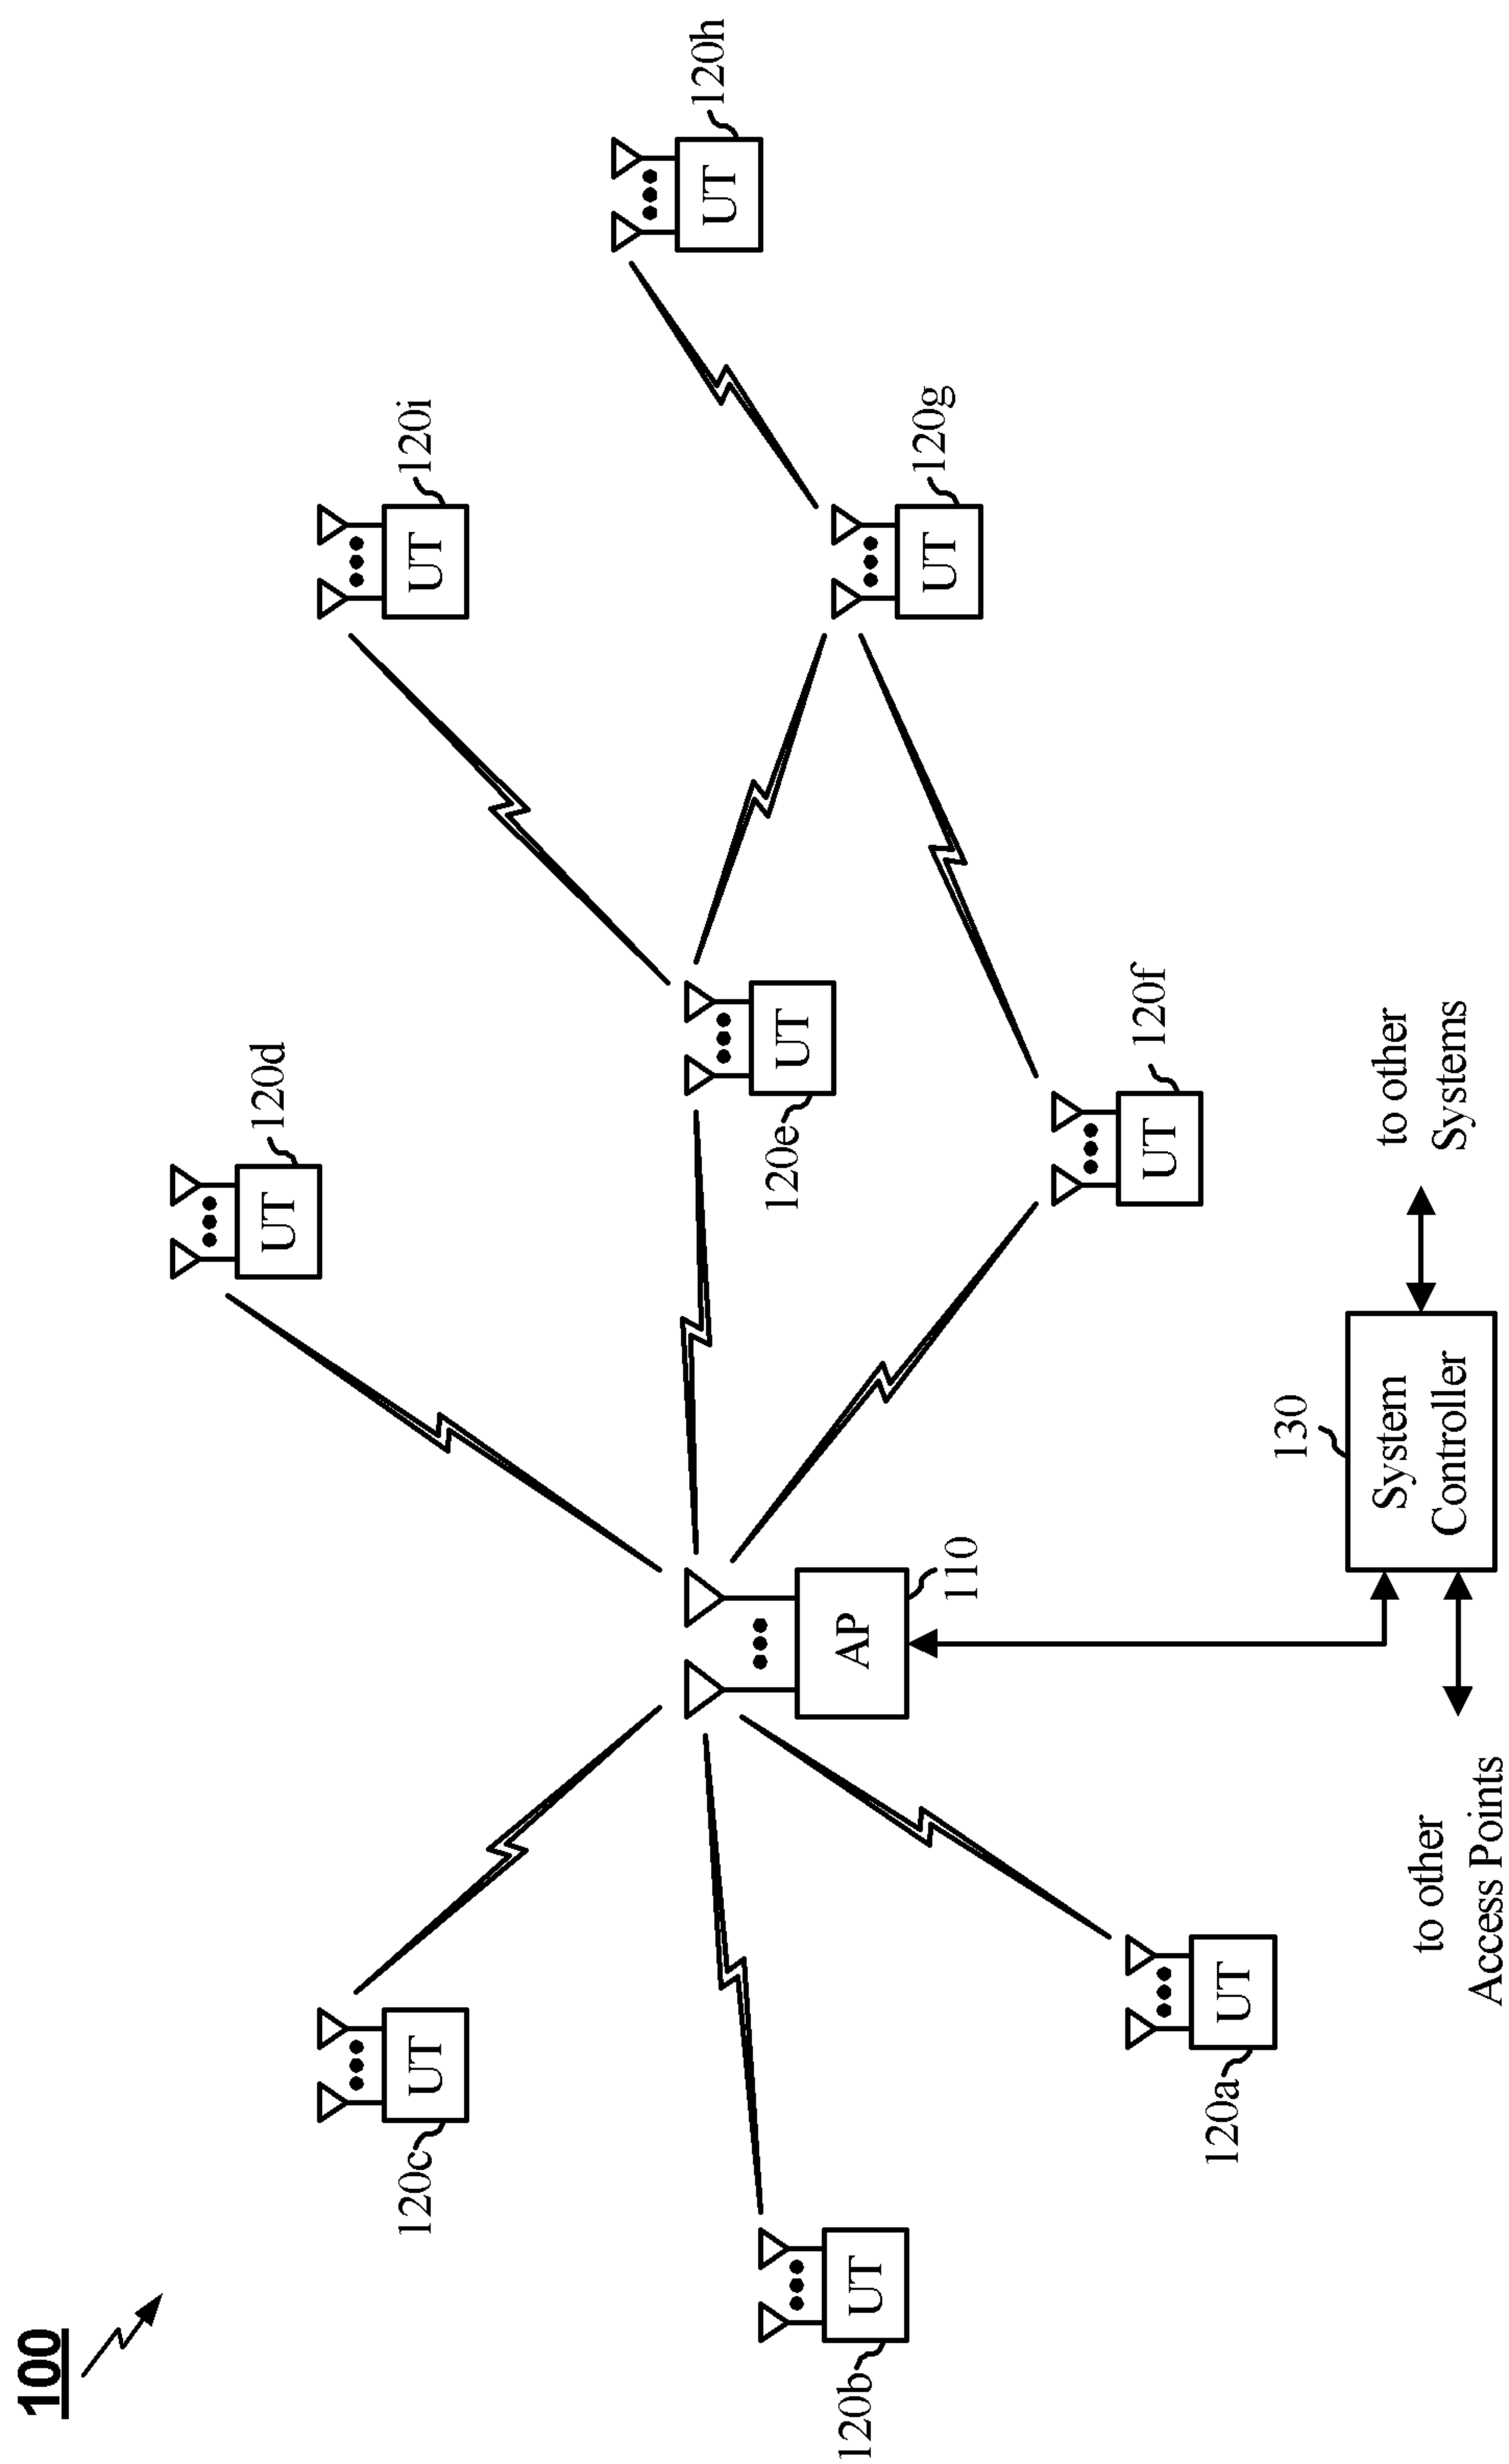 100
120d
UT
120i
UT
120c
UT
120h
UT
120e
UT
120g
UT
AP
110
120b
UT
120f
UT
120a
UT
130
System
Controller
to other
Systems
to other
Access Points